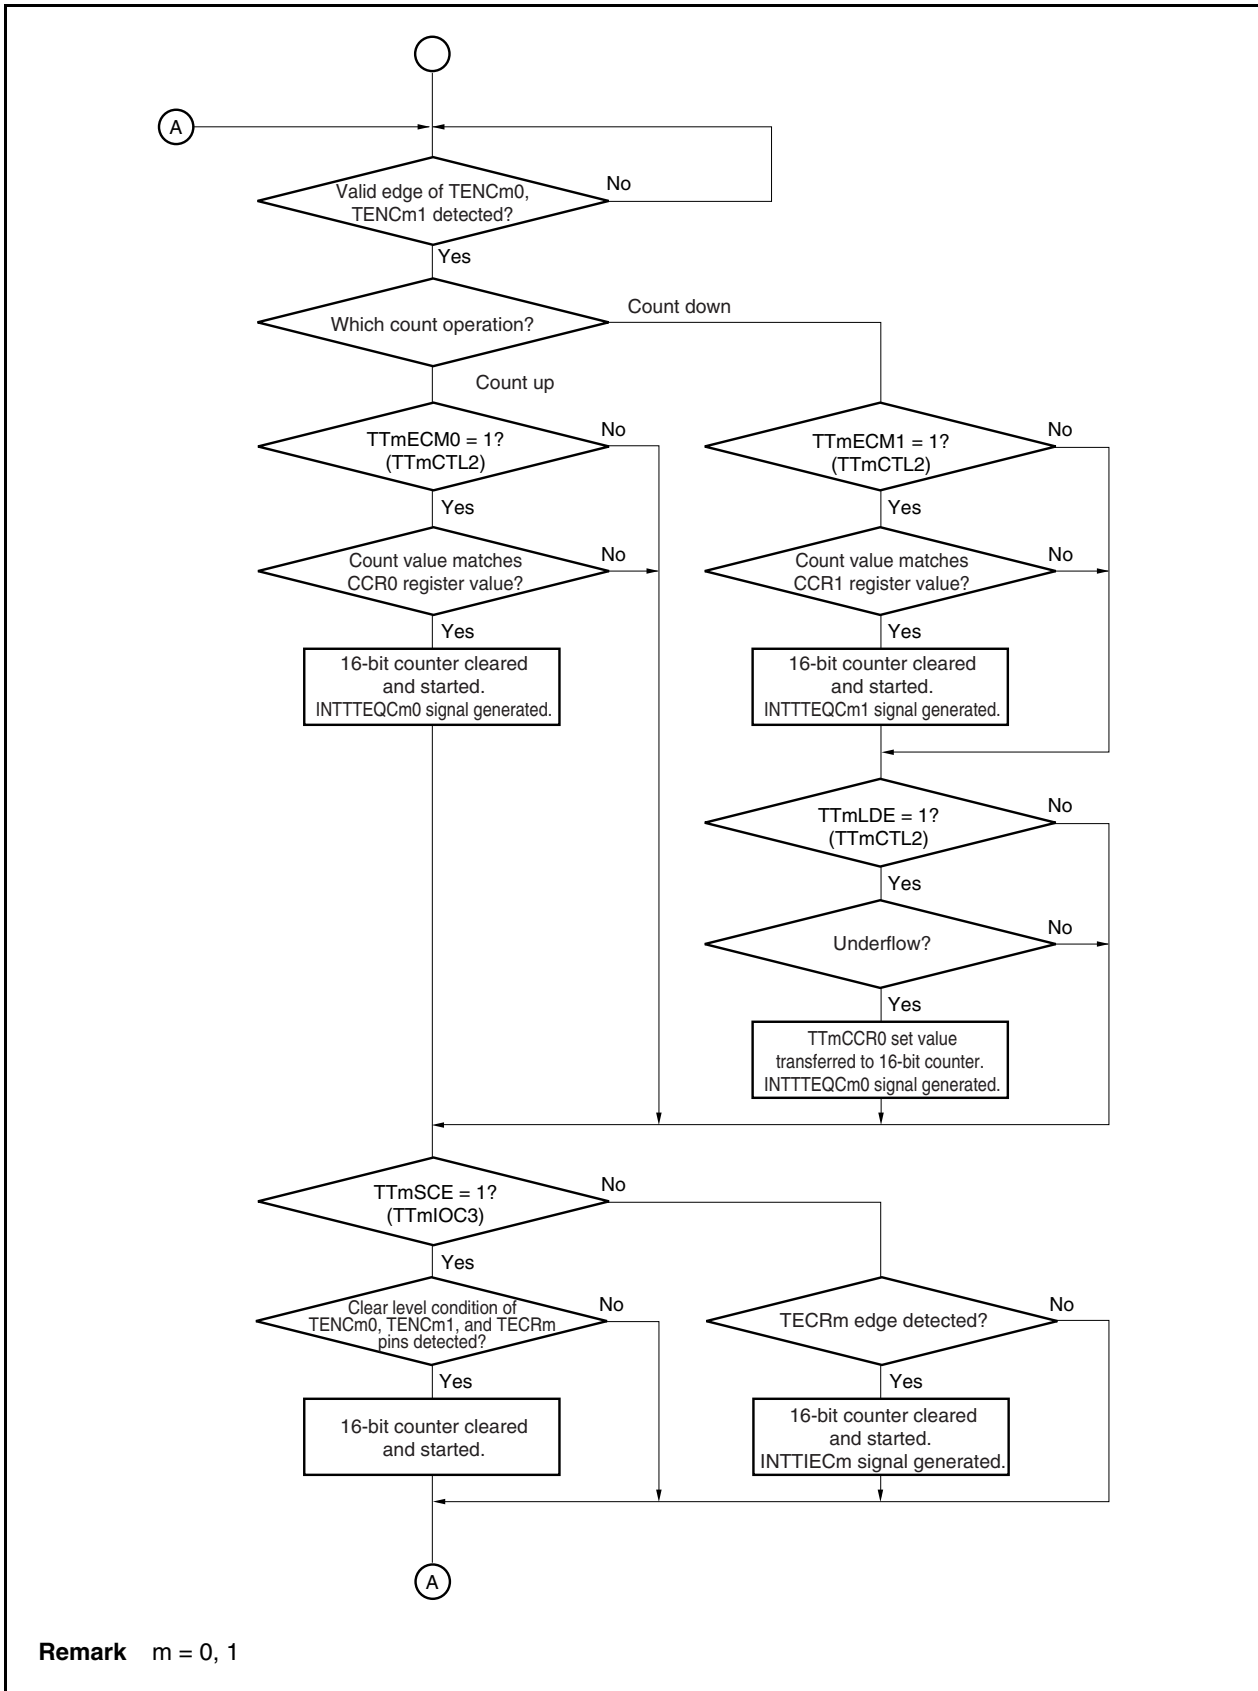 A
Valid edge of TENCm0,
TENCm1 detected?
No
Yes
Which count operation?
Count down
Count up
TTmECM0 = 1?
(TTmCTL2)
No
Yes
TTmECM1 = 1?
(TTmCTL2)
No
Yes
Count value matches
CCR0 register value?
No
Yes
Count value matches
CCR1 register value?
No
Yes
16-bit counter cleared
and started.
INTTTEQCm0 signal generated.
16-bit counter cleared
and started.
INTTTEQCm1 signal generated.
TTmLDE = 1?
(TTmCTL2)
No
Yes
Underflow?
No
Yes
TTmCCR0 set value
transferred to 16-bit counter.
INTTTEQCm0 signal generated.
TTmSCE = 1?
(TTmIOC3)
No
Yes
Clear level condition of
TENCm0, TENCm1, and TECRm
pins detected?
No
Yes
TECRm edge detected?
No
Yes
16-bit counter cleared
and started.
16-bit counter cleared
and started.
INTTIECm signal generated.
A
Remark m = 0, 1